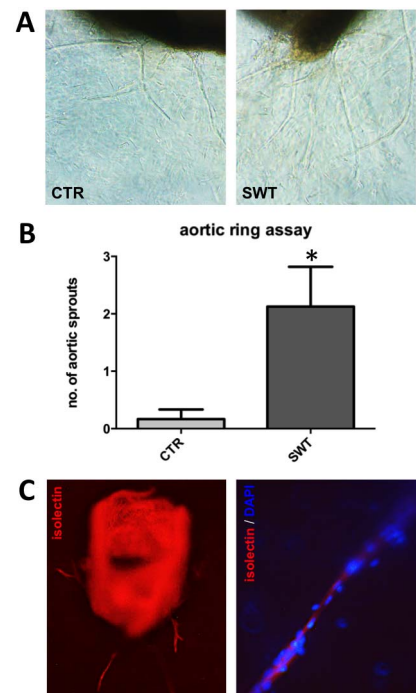 A
CTR
SWT
B
aortic ring assay
no. of aortic sprouts
3
2
1
0
*
CTR
SWT
C
isolectin
isolectin / DAPI